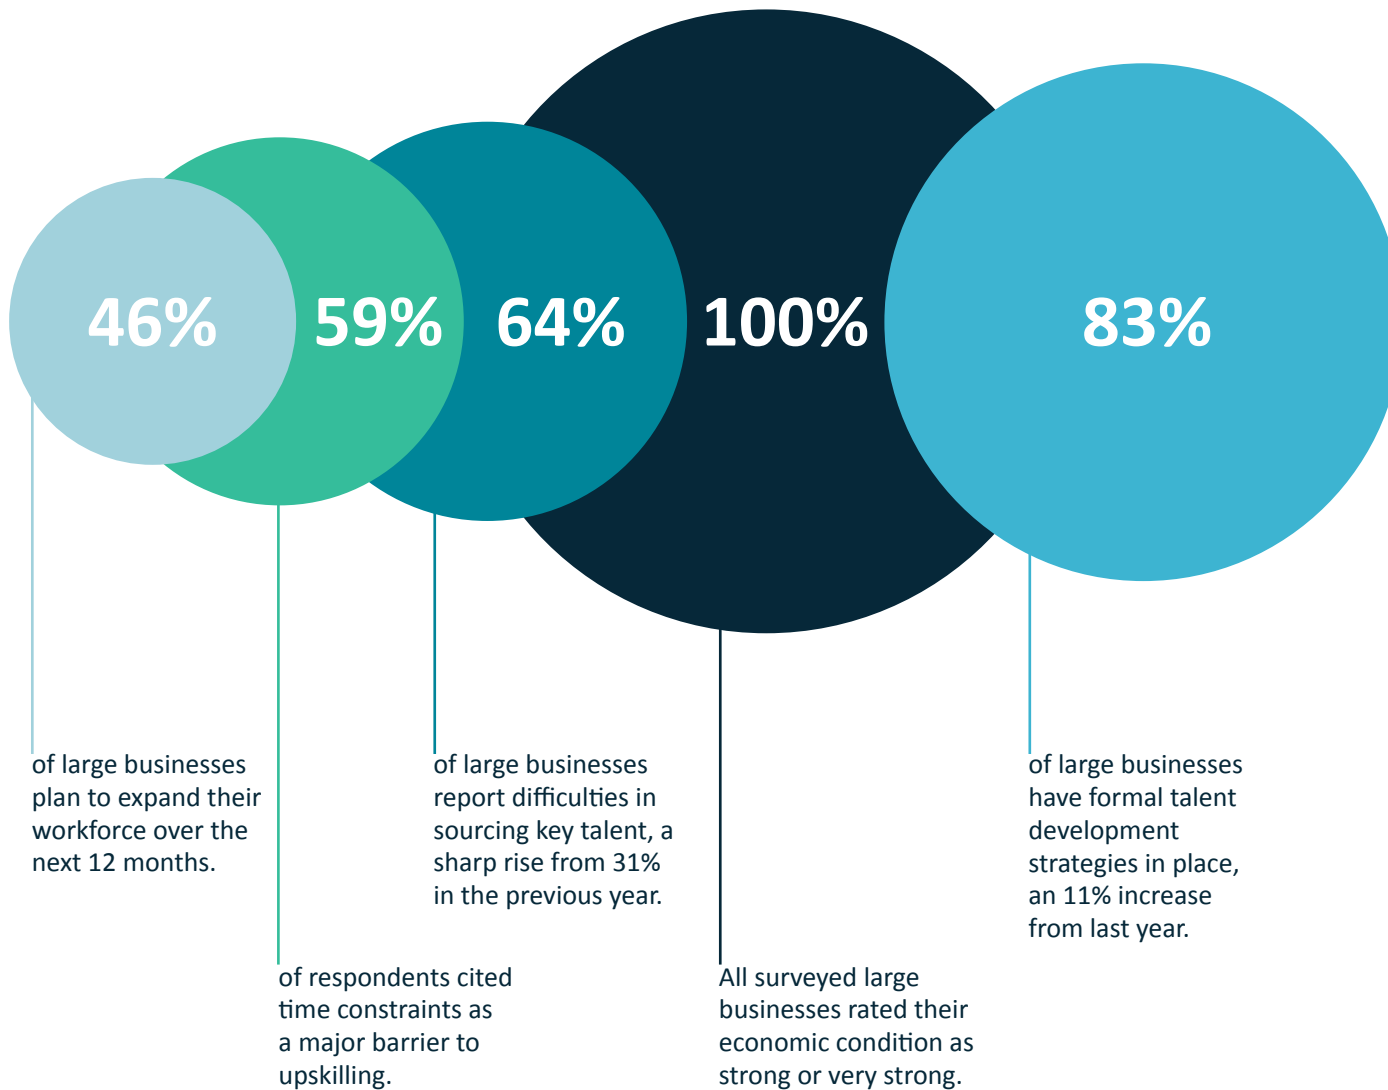 46%
59%
64%
100%
83%
of large businesses
plan to expand their
workforce over the
next 12 months.
of respondents cited
time constraints as
a major barrier to
upskilling.
of large businesses
report difficulties in
sourcing key talent, a
sharp rise from 31%
in the previous year.
All surveyed large
businesses rated their
economic condition as
strong or very strong.
of large businesses
have formal talent
development
strategies in place,
an 11% increase
from last year.